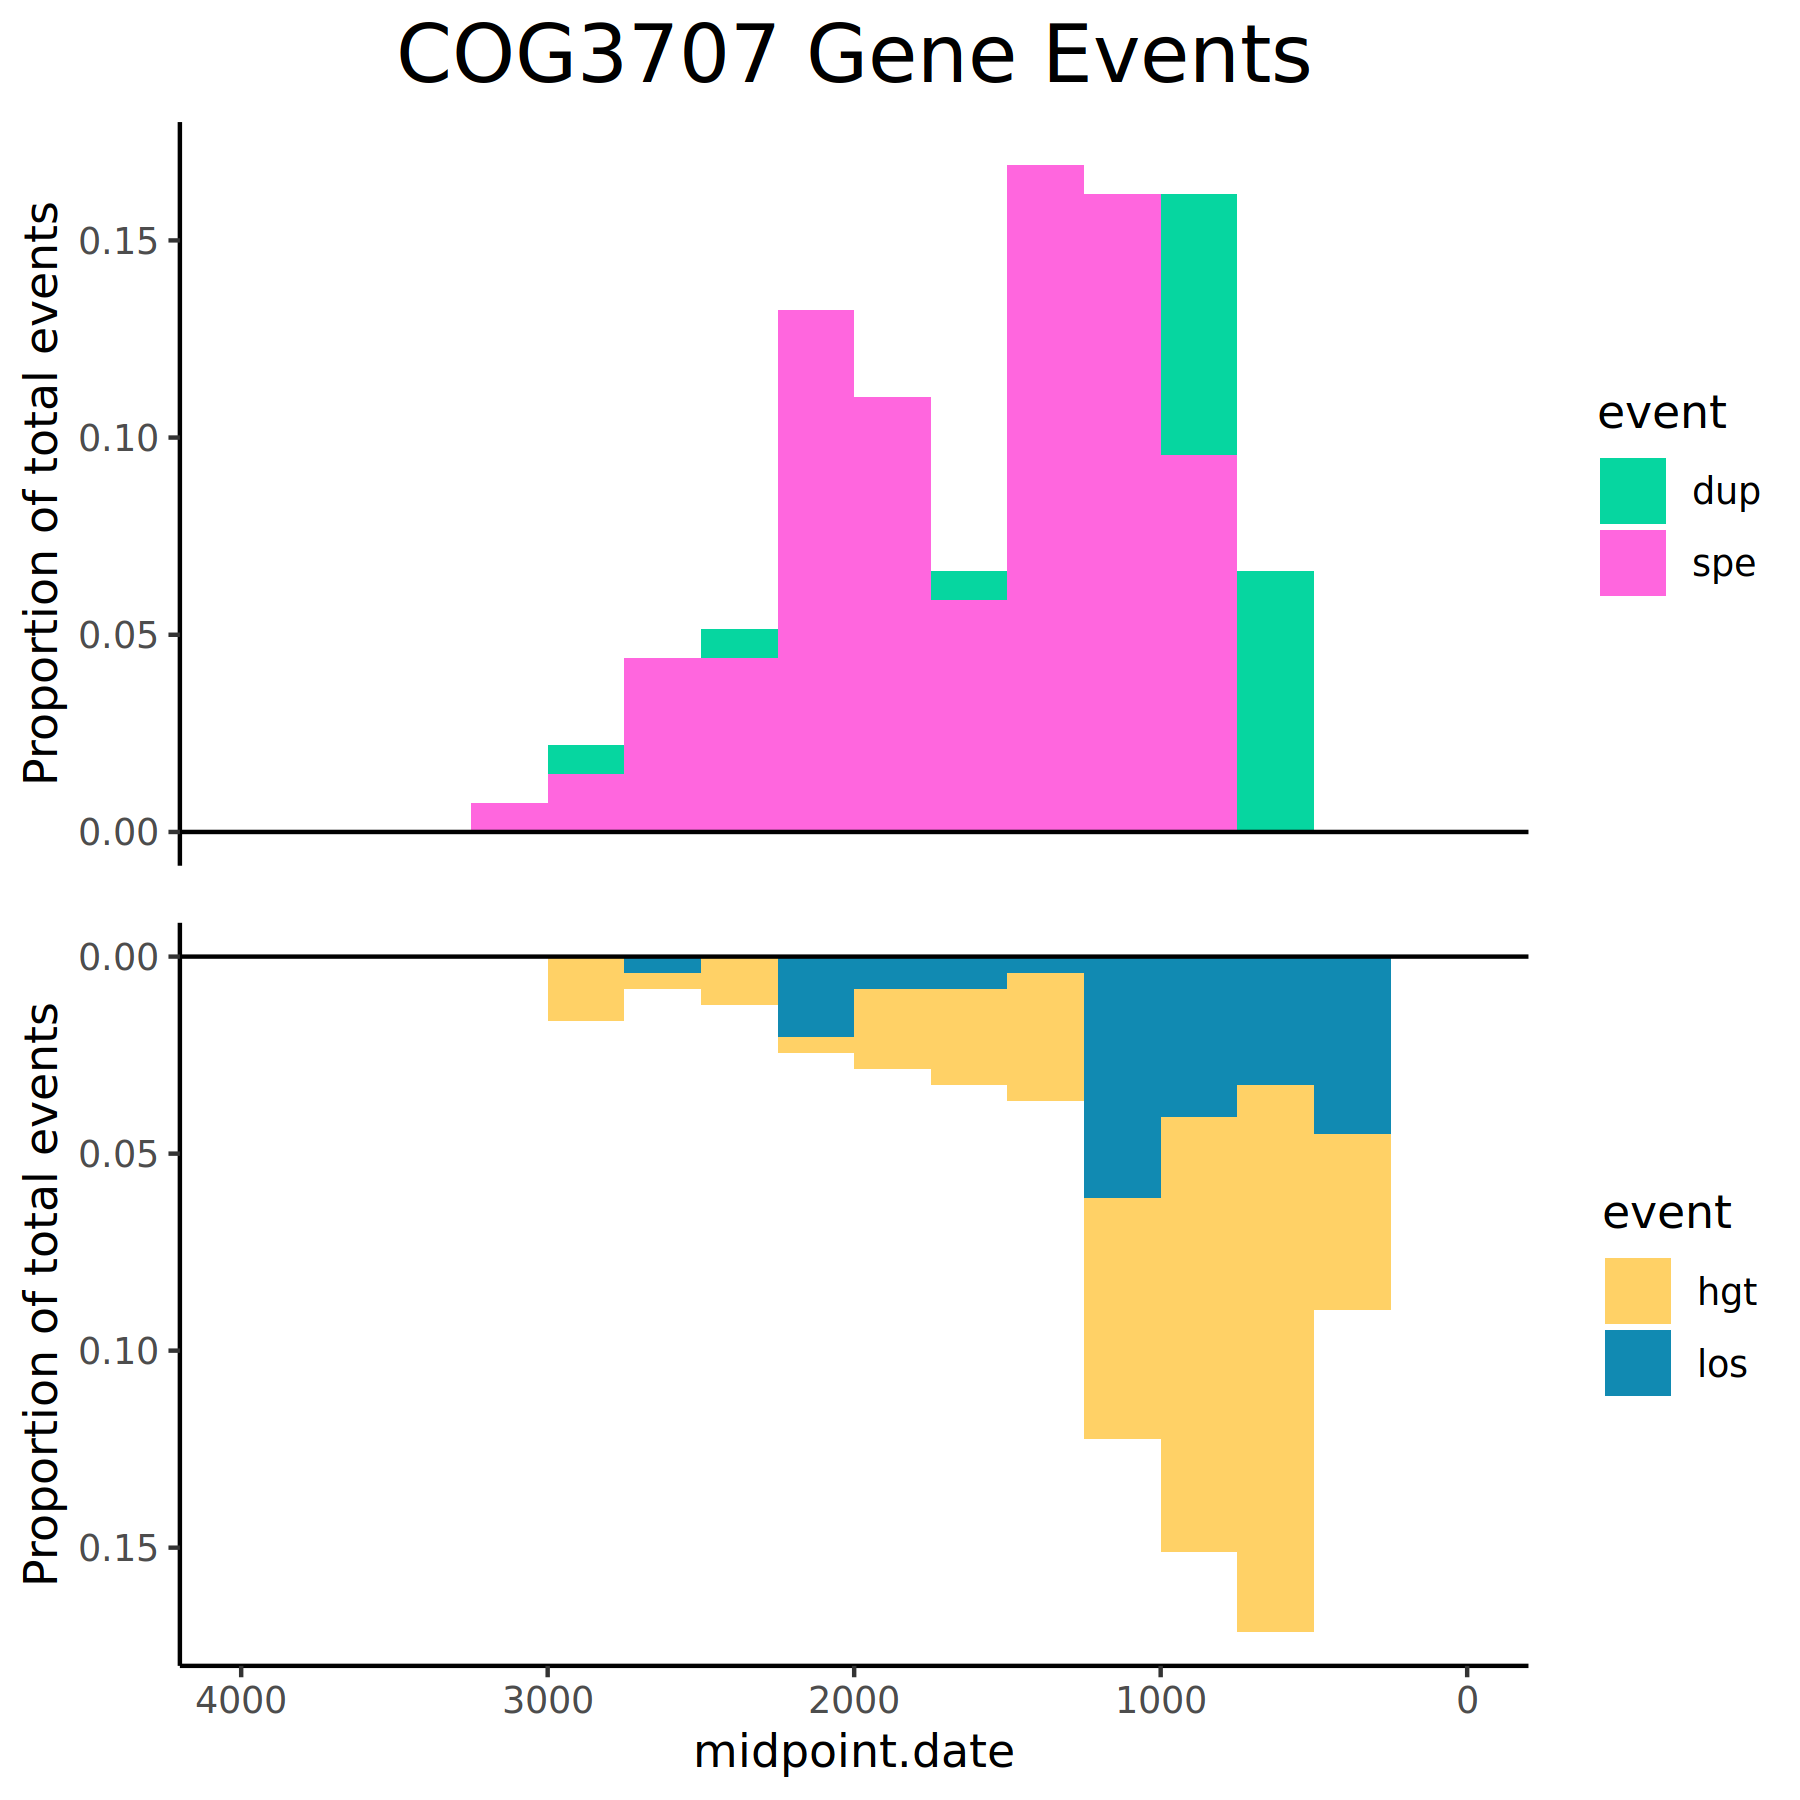 COG3707 Gene Events
Proportion of total events
0.15
0.10
0.05
0.00
event
dup
spe
Proportion of total events
0.00
0.05
0.10
0.15
event
hgt
los
4000 3000 2000 1000 0
midpoint.date